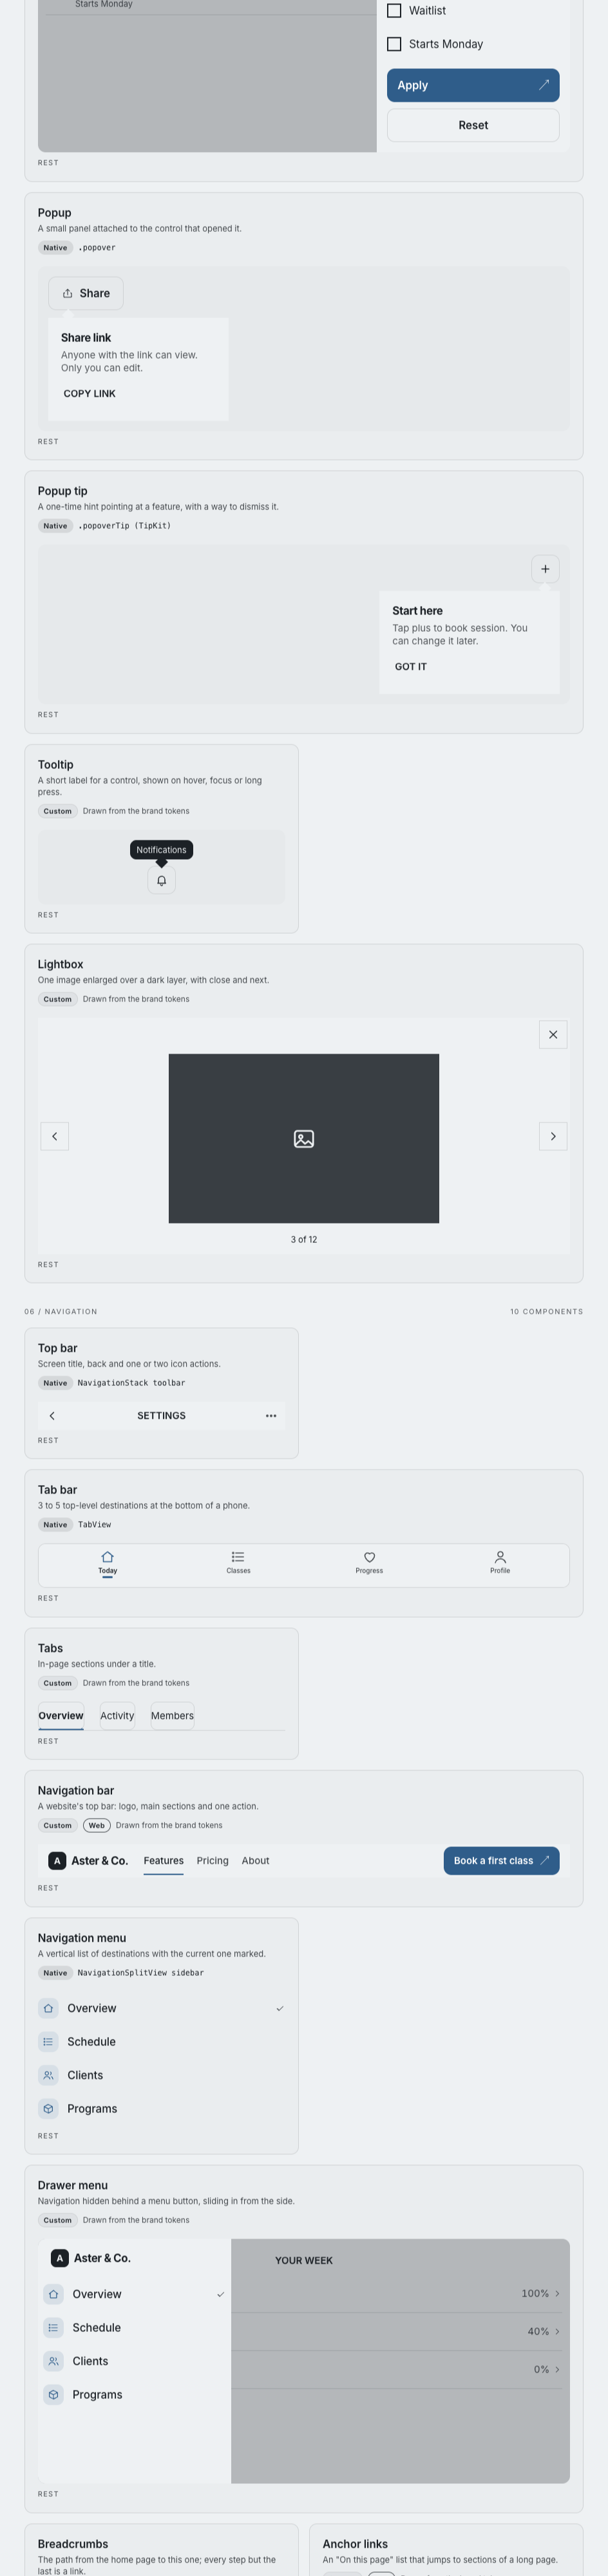 Starts Monday
Waitlist
Starts Monday
Apply
Reset
REST
Popup
A small panel attached to the control that opened it.
Native .popover
Share
Share link
Anyone with the link can view.
Only you can edit.
COPY LINK
REST
Popup tip
A one-time hint pointing at a feature, with a way to dismiss it.
Native .popoverTip (TipKit)
Start here
Tap plus to book session. You
can change it later.
GOT IT
REST
Tooltip
A short label for a control, shown on hover, focus or long
press.
Custom Drawn from the brand tokens
Notifications
REST
Lightbox
One image enlarged over a dark layer, with close and next.
Custom Drawn from the brand tokens
3 of 12
REST
06 / NAVIGATION 10 COMPONENTS
Top bar
Screen title, back and one or two icon actions.
Native NavigationStack toolbar
SETTINGS
REST
Tab bar
3 to 5 top-level destinations at the bottom of a phone.
Native TabView
Today Classes Progress Profile
REST
Tabs
In-page sections under a title.
Custom Drawn from the brand tokens
Overview Activity Members
REST
Navigation bar
A website's top bar: logo, main sections and one action.
Custom Web Drawn from the brand tokens
A Aster & Co. Features Pricing About Book a first class
REST
Navigation menu
A vertical list of destinations with the current one marked.
Native NavigationSplitView sidebar
Overview
Schedule
Clients
Programs
REST
Drawer menu
Navigation hidden behind a menu button, sliding in from the side.
Custom Drawn from the brand tokens
A Aster & Co.
YOUR WEEK
Overview
100%
Schedule
40%
Clients
0%
Programs
REST
Breadcrumbs
The path from the home page to this one; every step but the
last is a link.
Anchor links
An "On this page" list that jumps to sections of a long page.